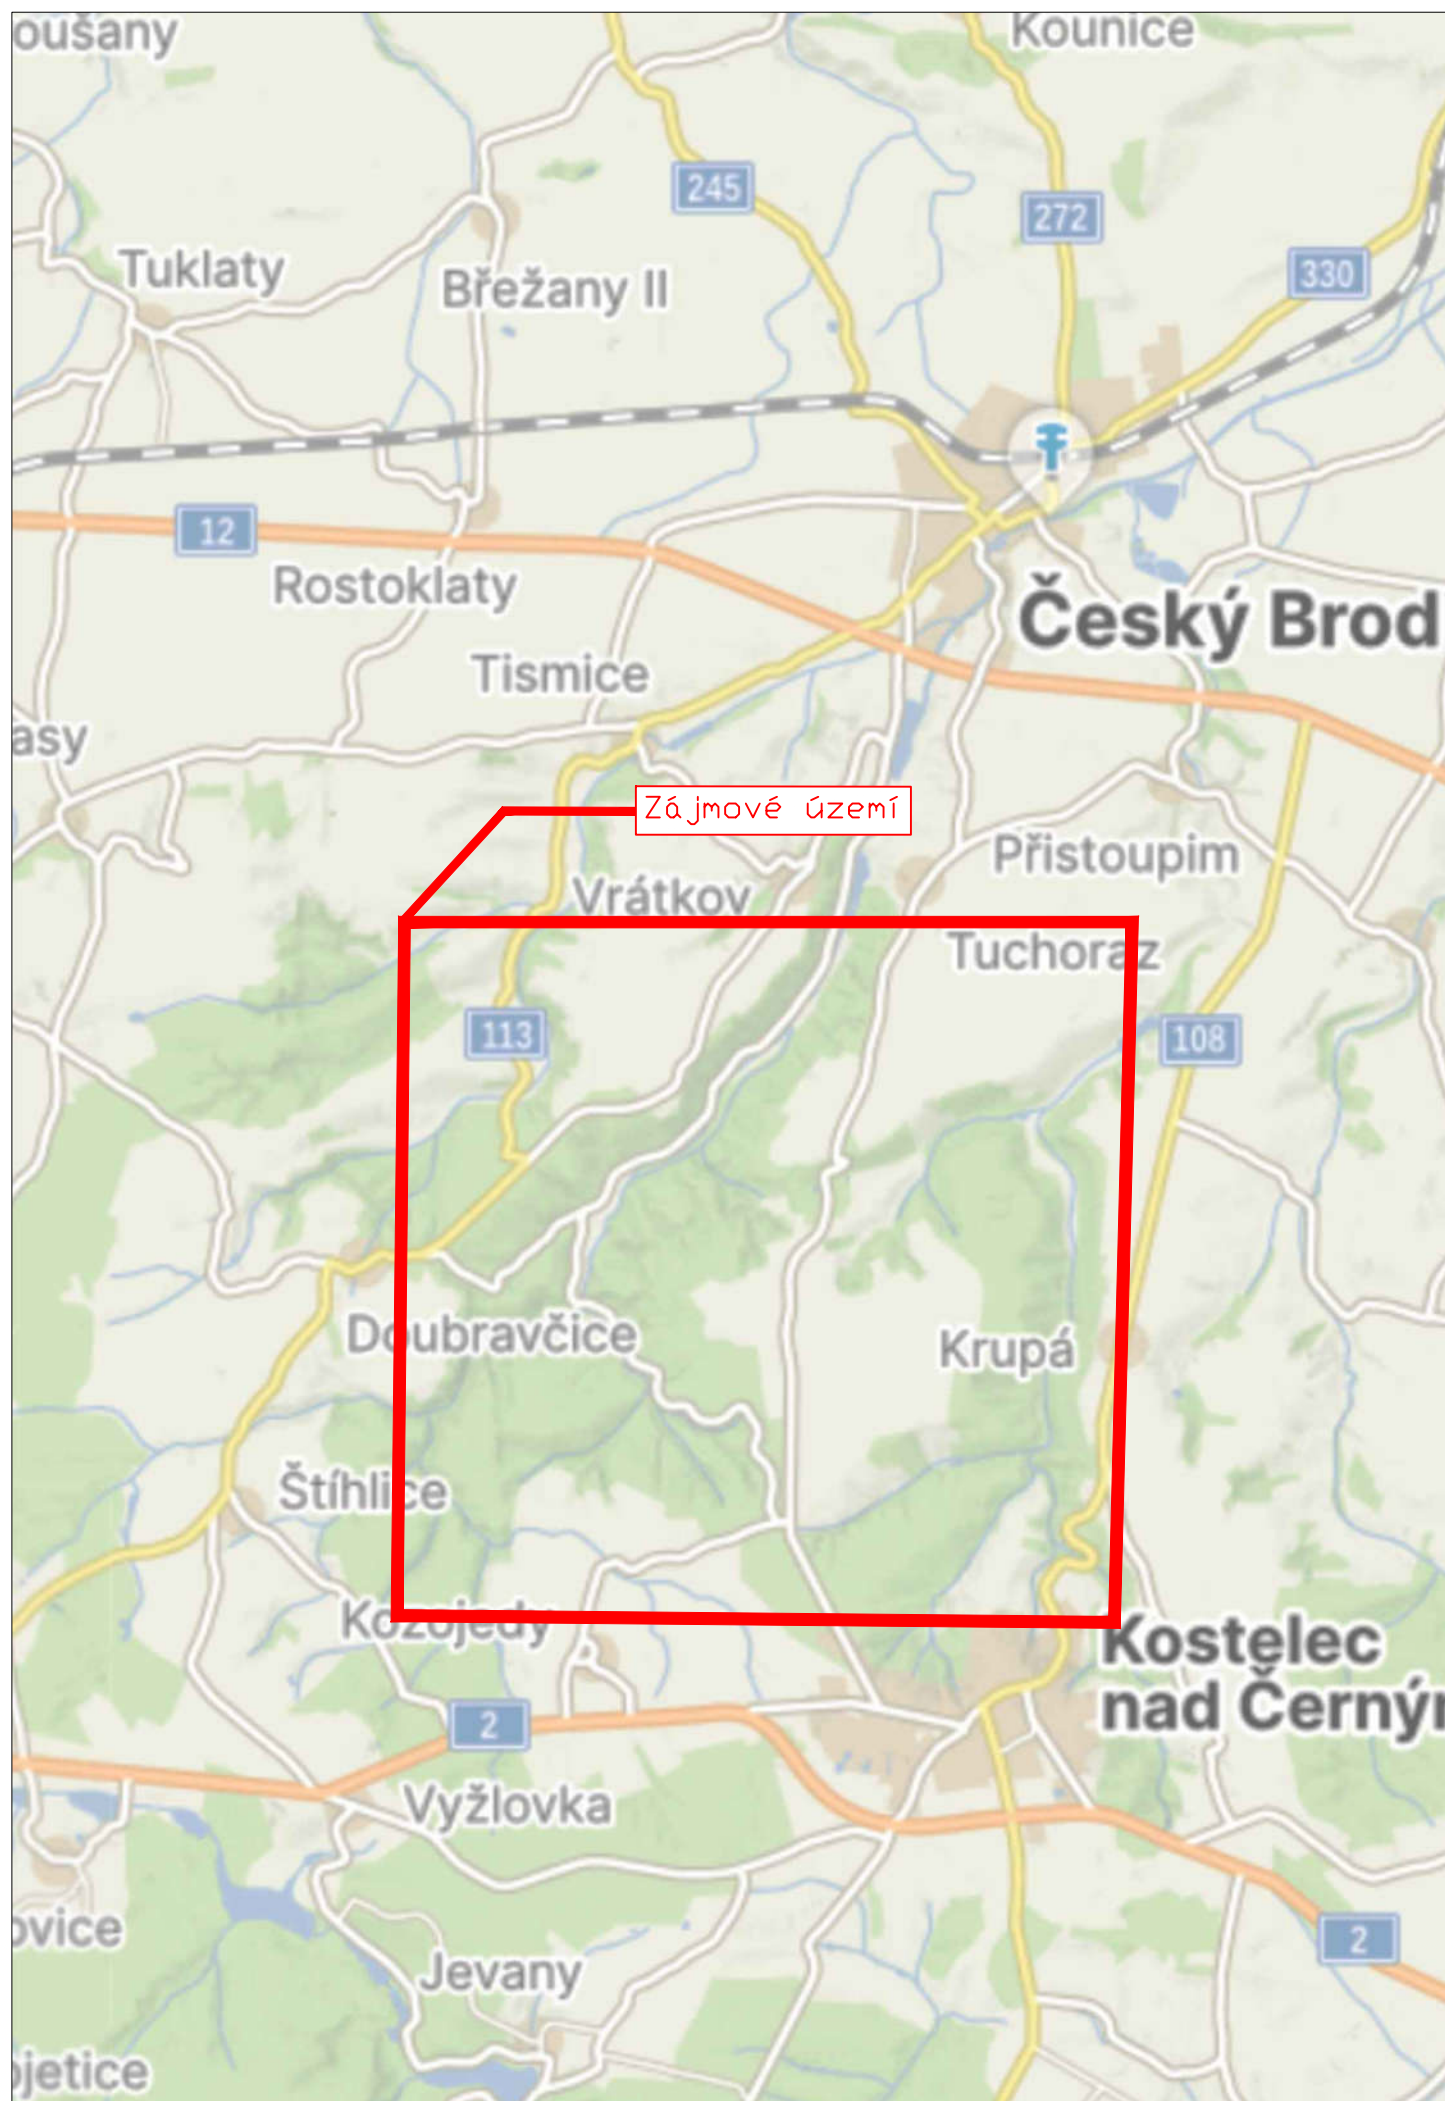 oušany
Kounice
245
272
Tuklaty
Břežany II
330
12
Rostoklaty
Český Brod
Tismice
asy
Zájmové území
Přistoupim
Vrátkov
Tuchoraz
113
108
Doubravčice
Krupá
Štíhlice
Kozojedy
Kostelec
nad Černým
2
Vyžlovka
ovice
2
Jevany
ojetice